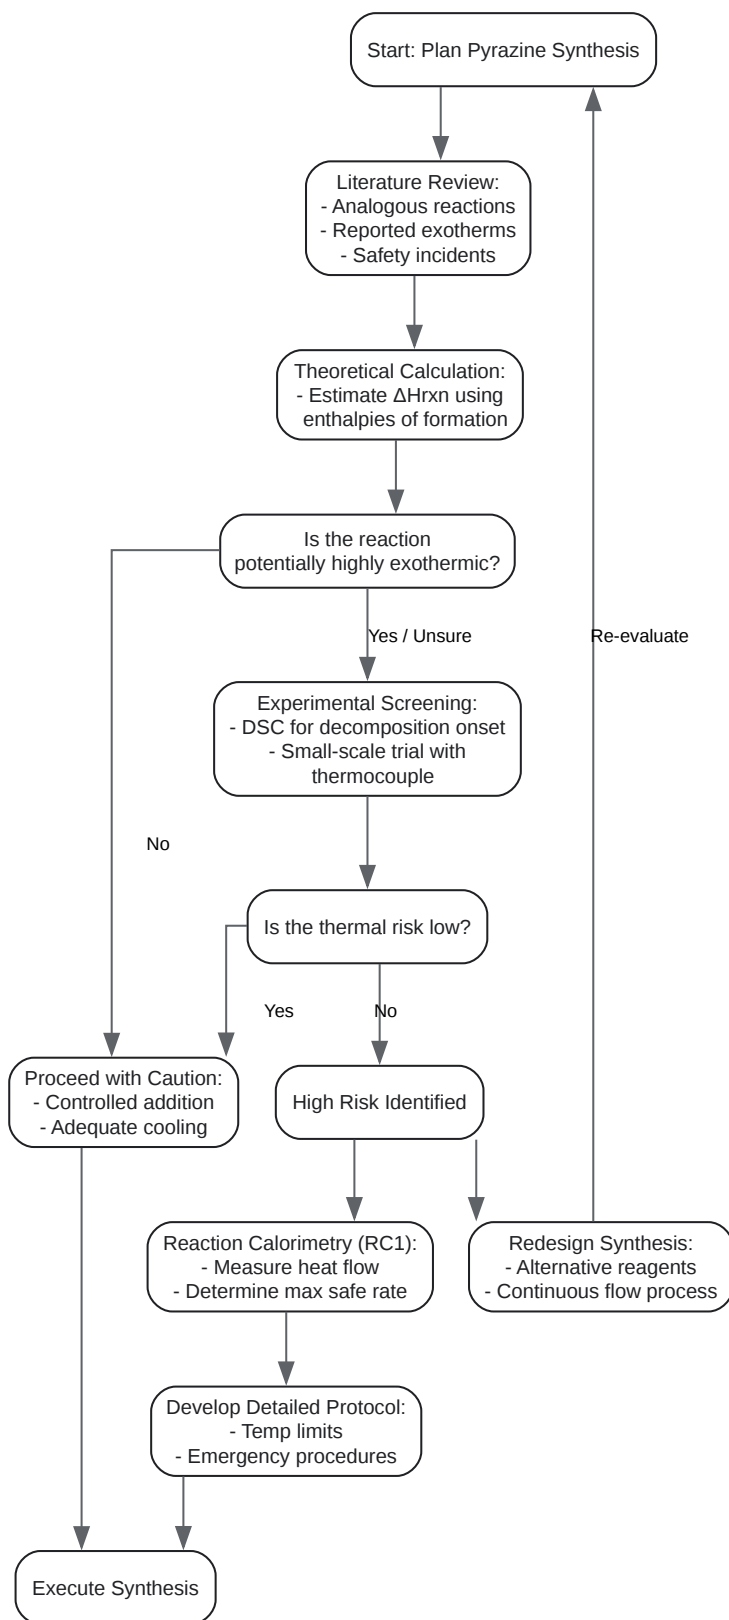 Start: Plan Pyrazine Synthesis
Literature Review:
- Analogous reactions
- Reported exotherms
- Safety incidents
Theoretical Calculation:
- Estimate ΔHrxn using
enthalpies of formation
Is the reaction
potentially highly exothermic?
Yes / Unsure
Re-evaluate
Experimental Screening:
- DSC for decomposition onset
- Small-scale trial with
thermocouple
No
Is the thermal risk low?
Yes
No
Proceed with Caution:
- Controlled addition
- Adequate cooling
High Risk Identified
Reaction Calorimetry (RC1):
- Measure heat flow
- Determine max safe rate
Redesign Synthesis:
- Alternative reagents
- Continuous flow process
Develop Detailed Protocol:
- Temp limits
- Emergency procedures
Execute Synthesis